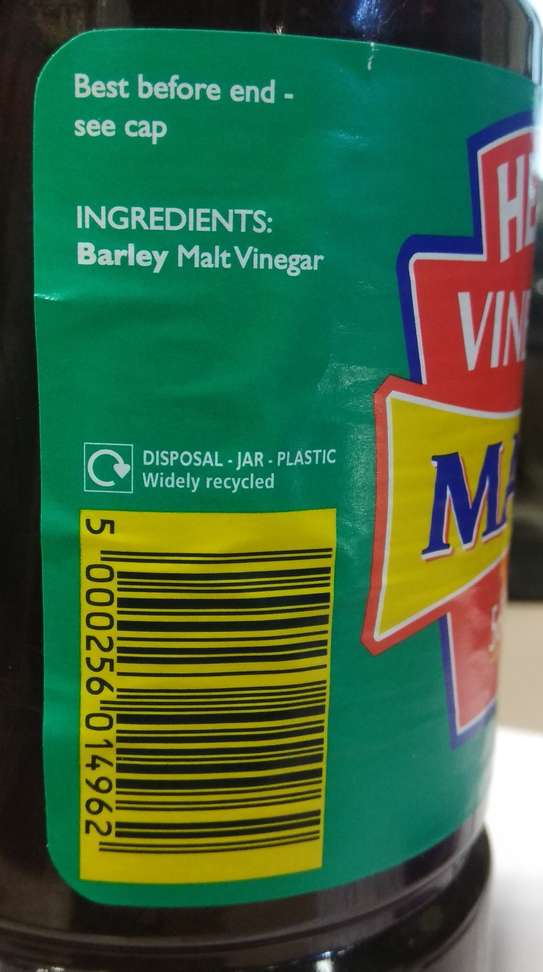 Best before end -
see cap
INGREDIENTS:
Barley Malt Vinegar
DISPOSAL - JAR - PLASTIC
Widely recycled
5 000256 014962